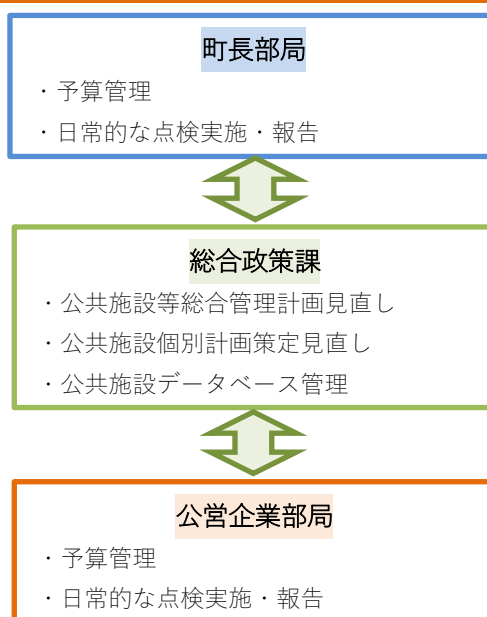 町長部局
・予算管理
・日常的な点検実施・報告
総合政策課
・公共施設等総合管理計画見直し
・公共施設個別計画策定見直し
・公共施設データベース管理
公営企業部局
・予算管理
・日常的な点検実施・報告